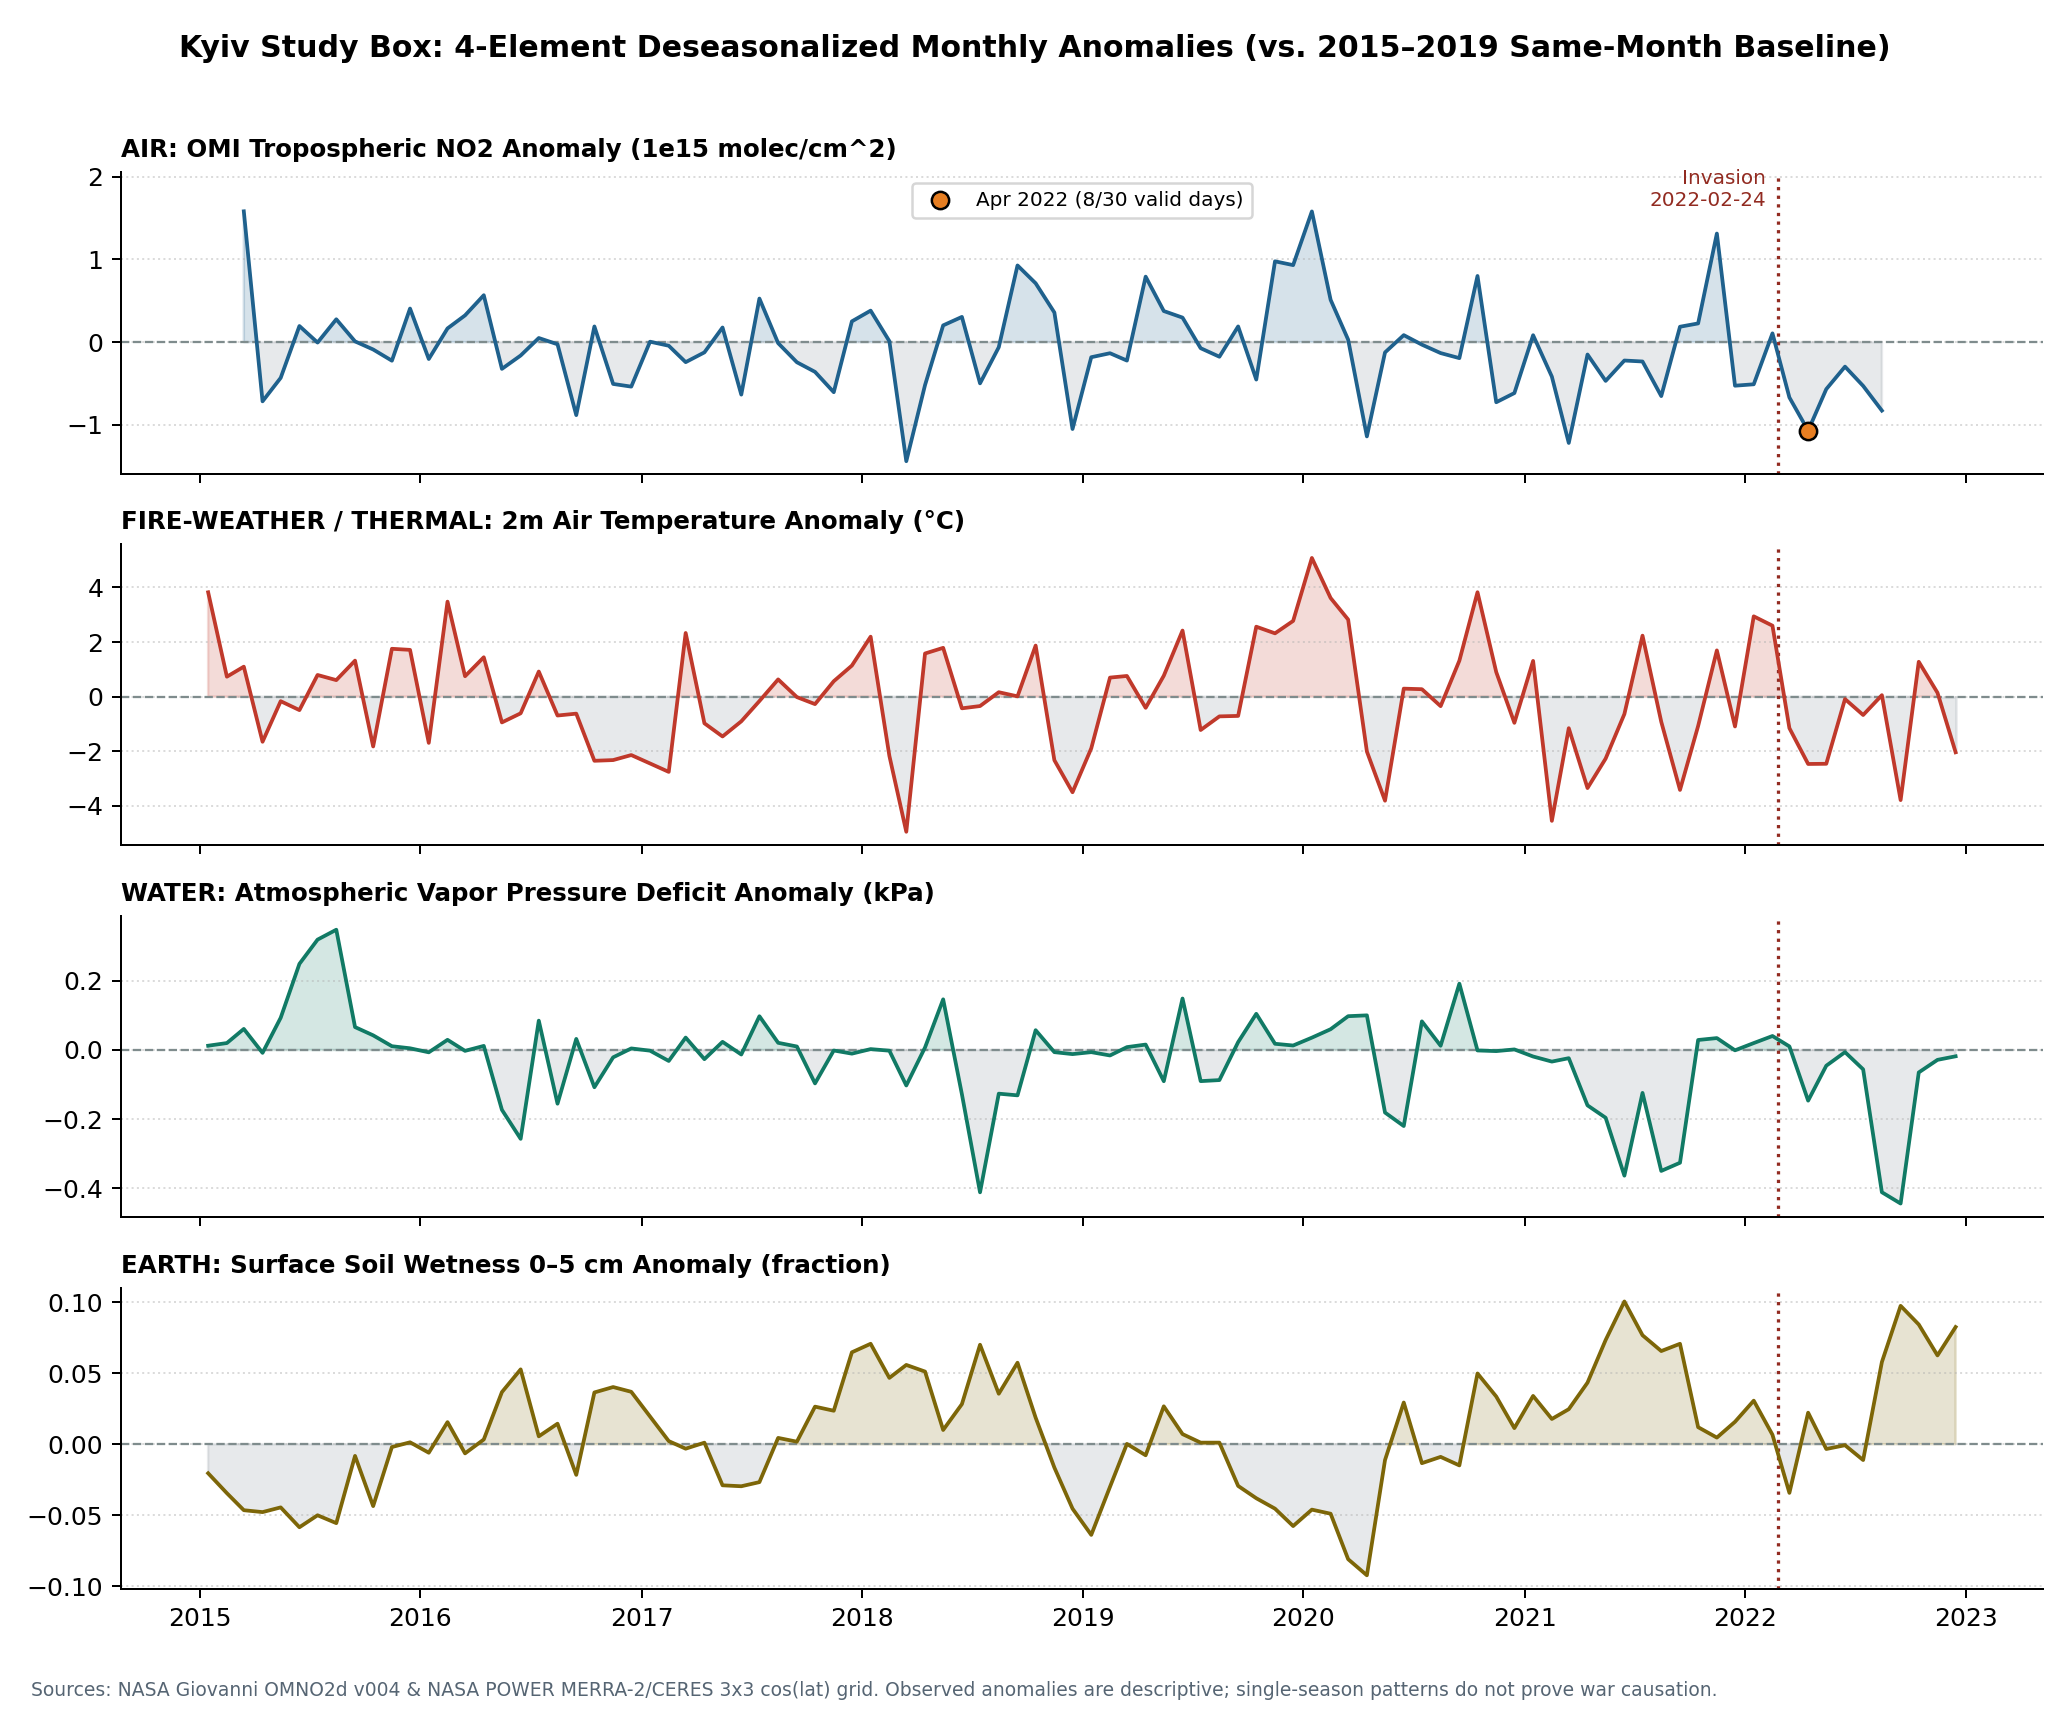 Kyiv Study Box: 4-Element Deseasonalized Monthly Anomalies (vs. 2015–2019 Same-Month Baseline)
AIR: OMI Tropospheric NO2 Anomaly (1e15 molec/cm^2)
2
1
0
−1
Apr 2022 (8/30 valid days)
Invasion
2022-02-24
FIRE-WEATHER / THERMAL: 2m Air Temperature Anomaly (°C)
4
2
0
−2
−4
WATER: Atmospheric Vapor Pressure Deficit Anomaly (kPa)
0.2
0.0
−0.2
−0.4
EARTH: Surface Soil Wetness 0–5 cm Anomaly (fraction)
0.10
0.05
0.00
−0.05
−0.10
2015 2016 2017 2018 2019 2020 2021 2022 2023
Sources: NASA Giovanni OMNO2d v004 & NASA POWER MERRA-2/CERES 3x3 cos(lat) grid. Observed anomalies are descriptive; single-season patterns do not prove war causation.